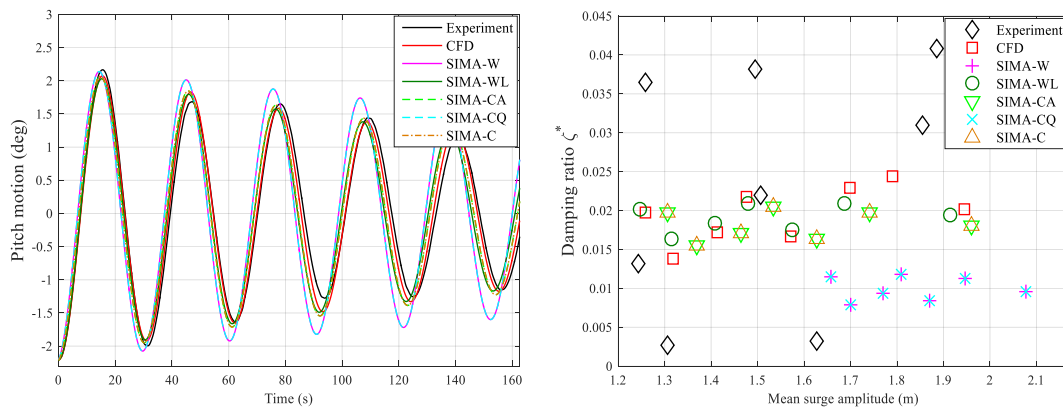 3
2.5
2
1.5
1
0.5
0
-0.5
-1
-1.5
-2
0 20 40 60 80 100 120 140 160
Time (s)
Pitch motion (deg)
Experiment
CFD
SIMA-W
SIMA-WL
SIMA-CA
SIMA-CQ
SIMA-C
0.045
0.04
0.035
0.03
0.025
0.02
0.015
0.01
0.005
0
1.2 1.3 1.4 1.5 1.6 1.7 1.8 1.9 2 2.1
Mean surge amplitude (m)
Damping ratio ζ*
Experiment
CFD
SIMA-W
SIMA-WL
SIMA-CA
SIMA-CQ
SIMA-C